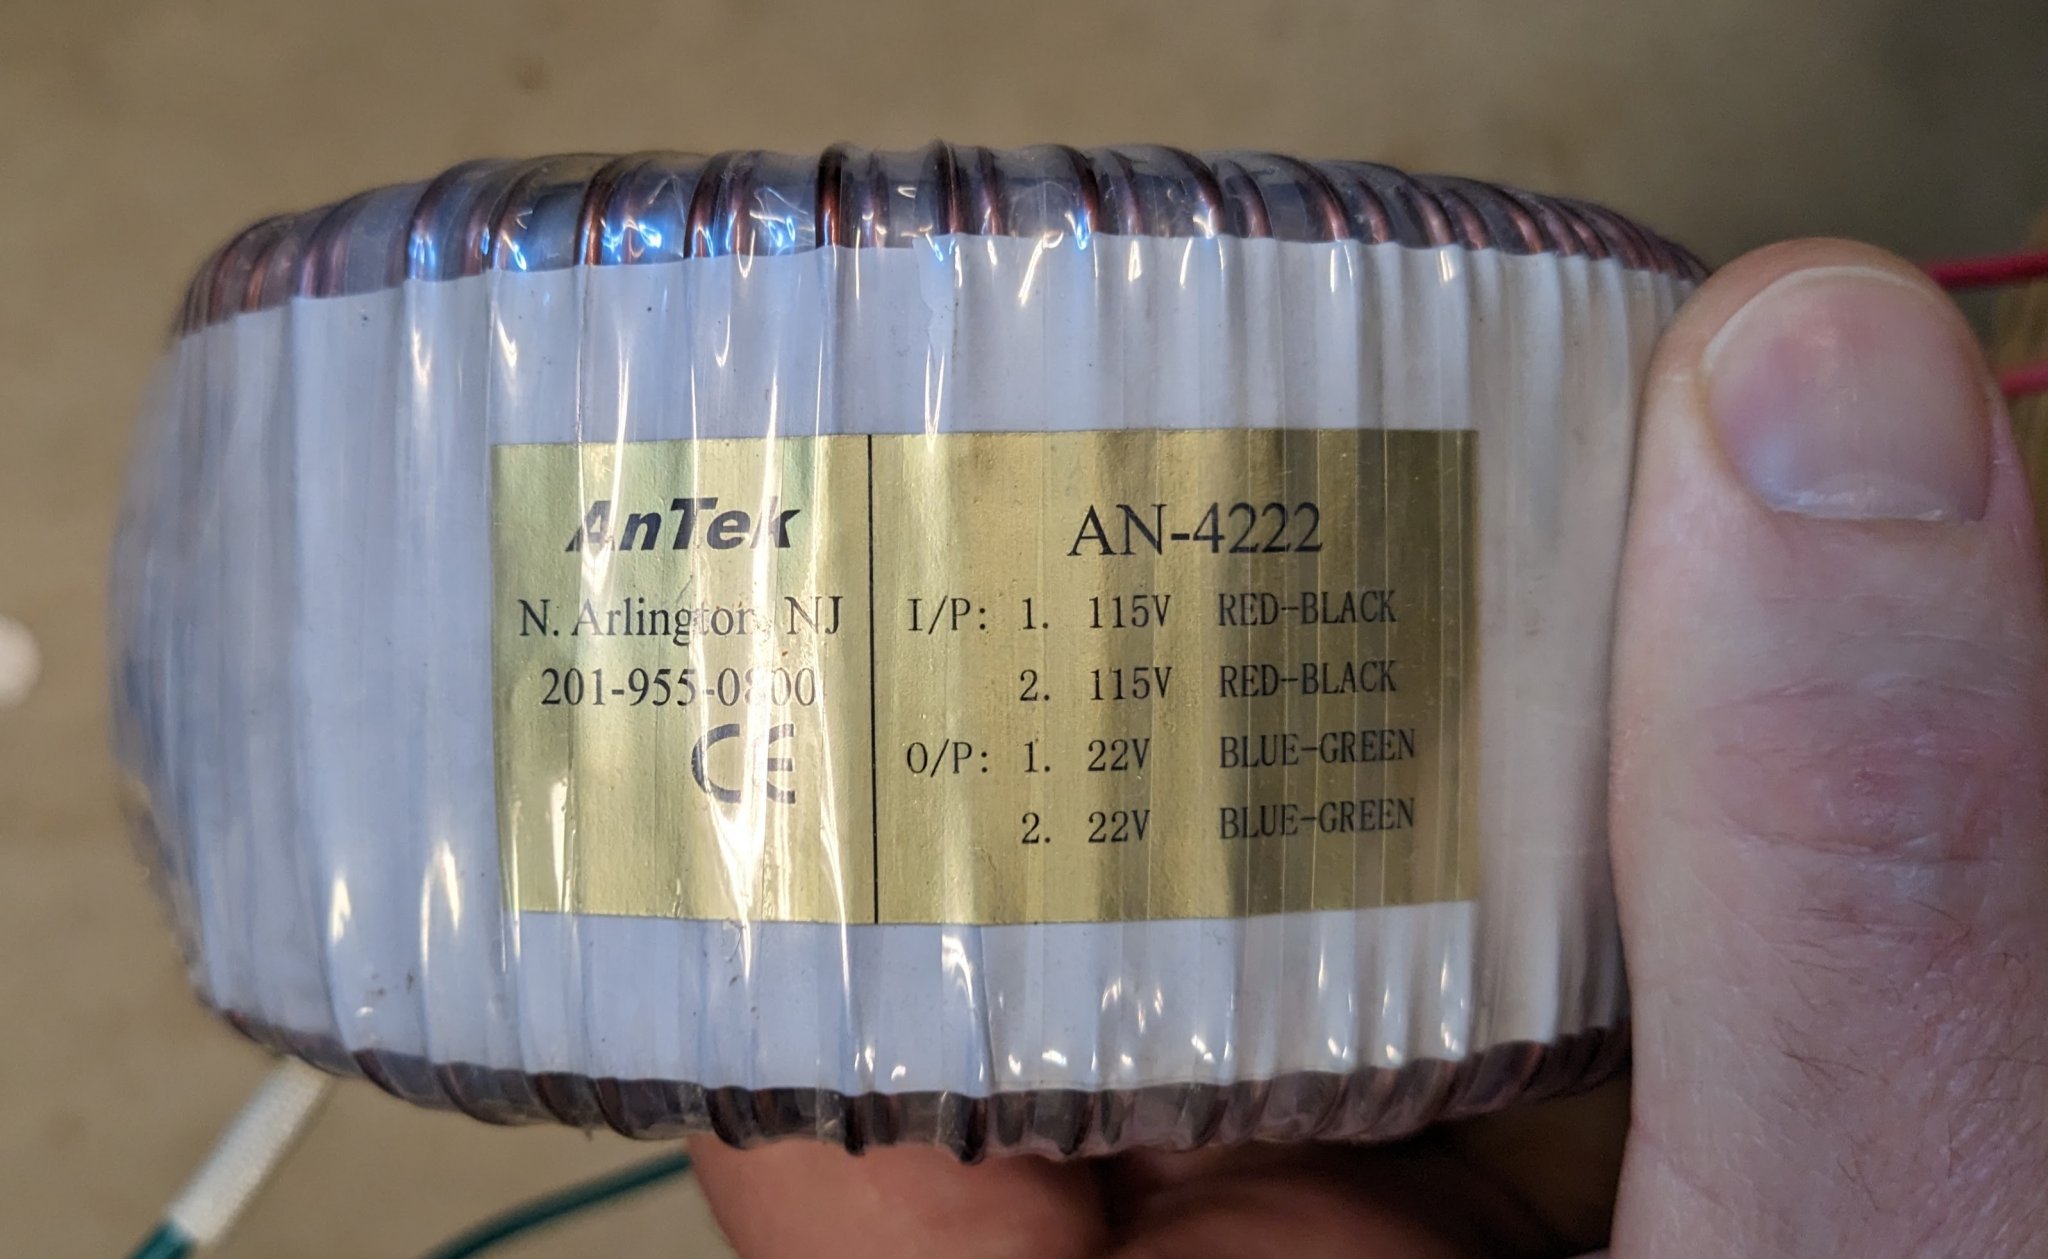 AnTek
N. Arlington, NJ
201-955-0800
CE
AN-4222
I/P: 1. 115V RED-BLACK
2. 115V RED-BLACK
O/P: 1. 22V BLUE-GREEN
2. 22V BLUE-GREEN